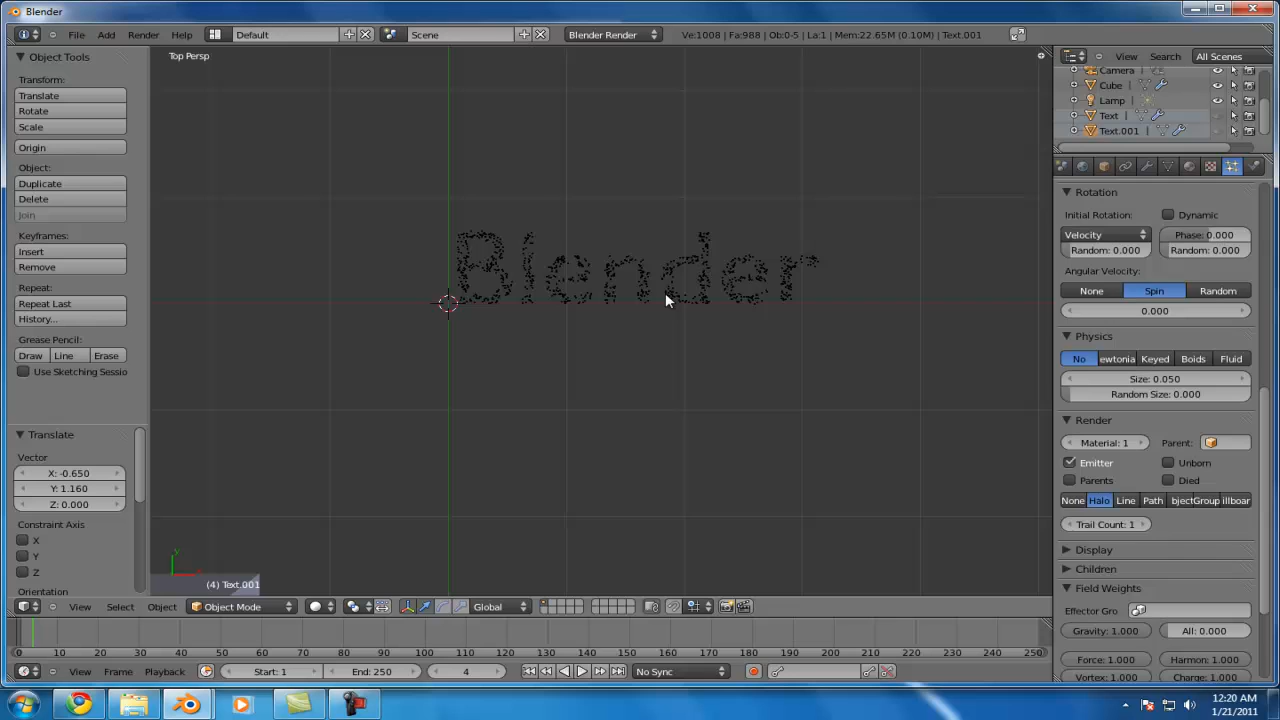 Blender
File Add Render Help Default Scene Blender Render Ve:1008 | Fa:988 | Ob:0-5 | La:1 | Mem:22.65M (0.10M) | Text.001
Object Tools
Transform:
Translate
Rotate
Scale
Origin
Object:
Duplicate
Delete
Join
Keyframes:
Insert
Remove
Repeat:
Repeat Last
History...
Grease Pencil:
Draw Line Erase
Use Sketching Sessio
Translate
Vector
X: -0.650
Y: 1.160
Z: 0.000
Constraint Axis
X
Y
Z
Orientation
Top Persp
Blender
y
(4) Text.001
View Select Object Object Mode Global
0 10 20 30 40 50 60 70 80 90 100 110 120 130 140 150 160 170 180 190 200 210 220 230 240 250
View Frame Playback Start: 1 End: 250 4 No Sync
View Search All Scenes
Camera
Cube
Lamp
Text
Text.001
Rotation
Initial Rotation: Dynamic
Velocity Phase: 0.000
Random: 0.000 Random: 0.000
Angular Velocity:
None Spin Random
0.000
Physics
No ewtonia Keyed Boids Fluid
Size: 0.050
Random Size: 0.000
Render
Material: 1 Parent:
Emitter Unborn
Parents Died
None Halo Line Path bject Group illboar
Trail Count: 1
Display
Children
Field Weights
Effector Gro
Gravity: 1.000 All: 0.000
Force: 1.000 Harmon: 1.000
Vortex: 1.000 Charge: 1.000
12:20 AM
1/21/2011